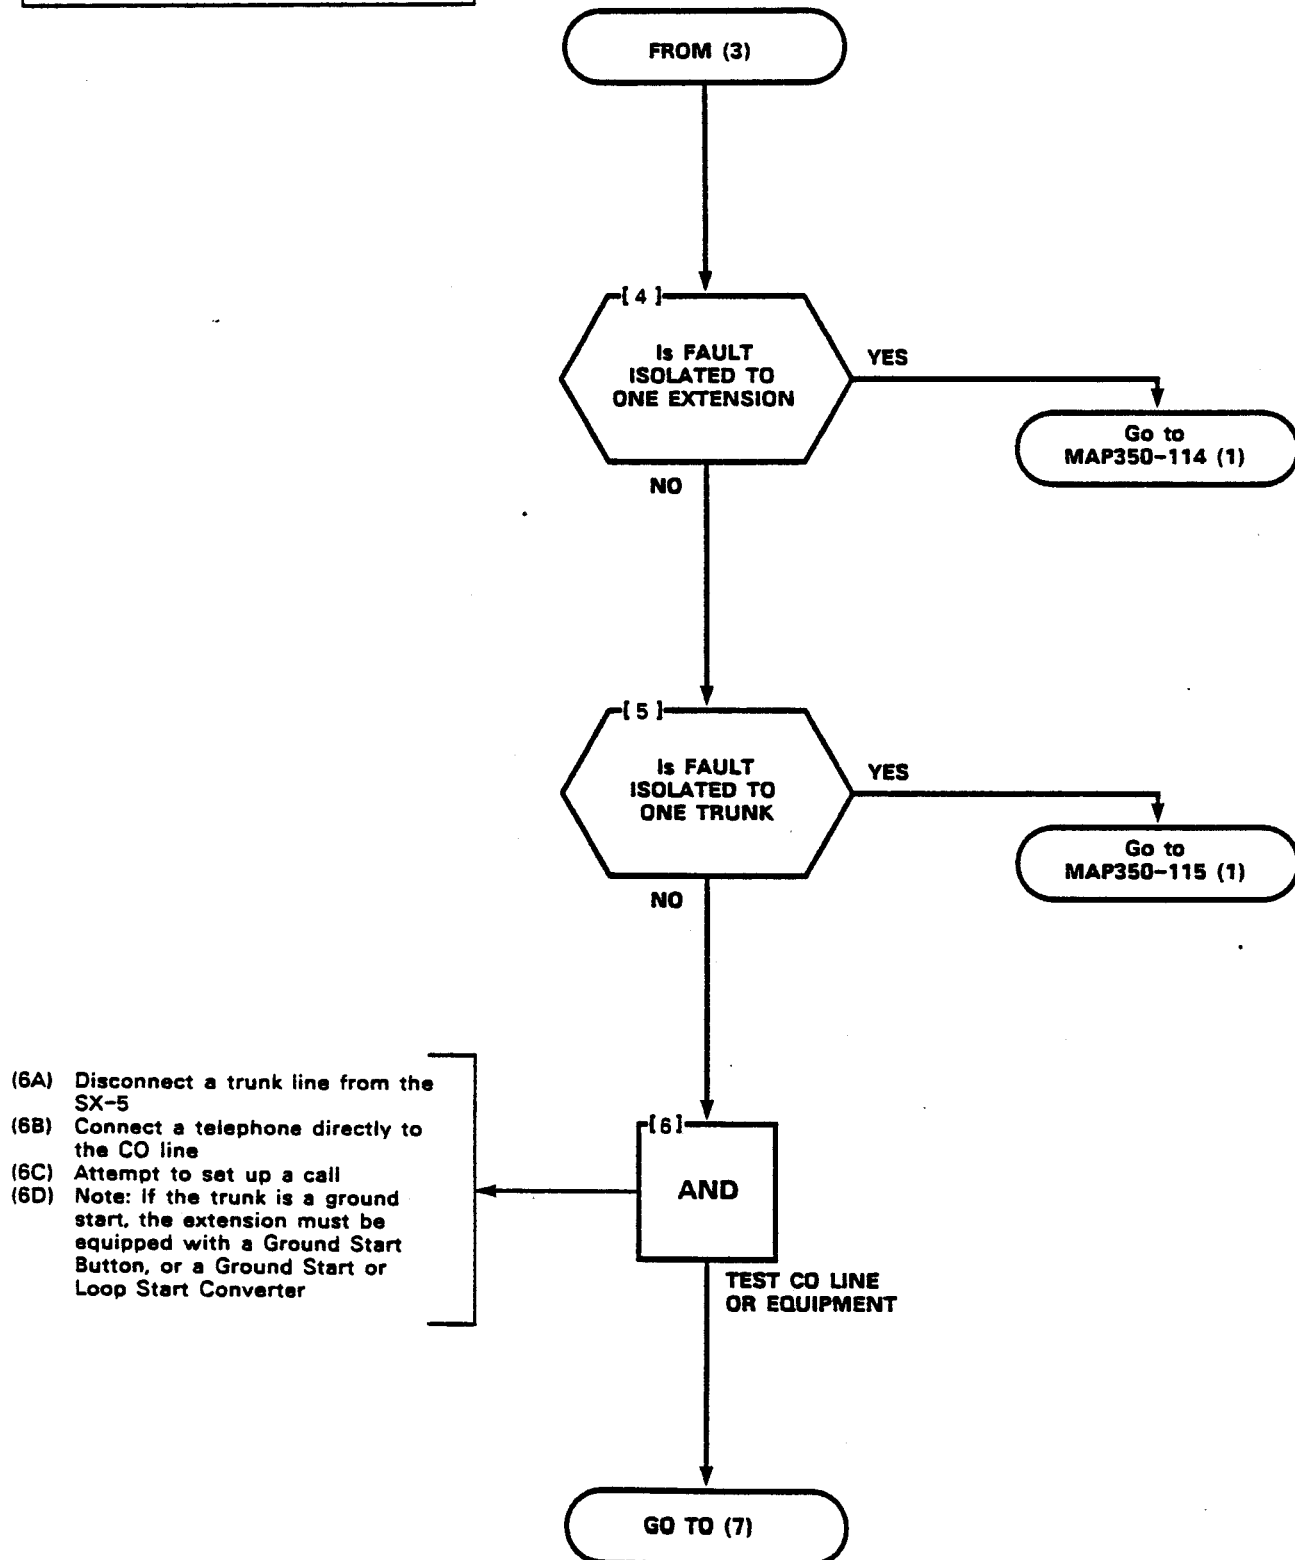 FROM (3)
[ 4 ]
Is FAULT
ISOLATED TO
ONE EXTENSION
YES
Go to
MAP350-114 (1)
NO
[ 5 ]
Is FAULT
ISOLATED TO
ONE TRUNK
YES
Go to
MAP350-115 (1)
NO
(6A) Disconnect a trunk line from the
SX-5
(6B) Connect a telephone directly to
the CO line
(6C) Attempt to set up a call
(6D) Note: If the trunk is a ground
start, the extension must be
equipped with a Ground Start
Button, or a Ground Start or
Loop Start Converter
[6]
AND
TEST CO LINE
OR EQUIPMENT
GO TO (7)